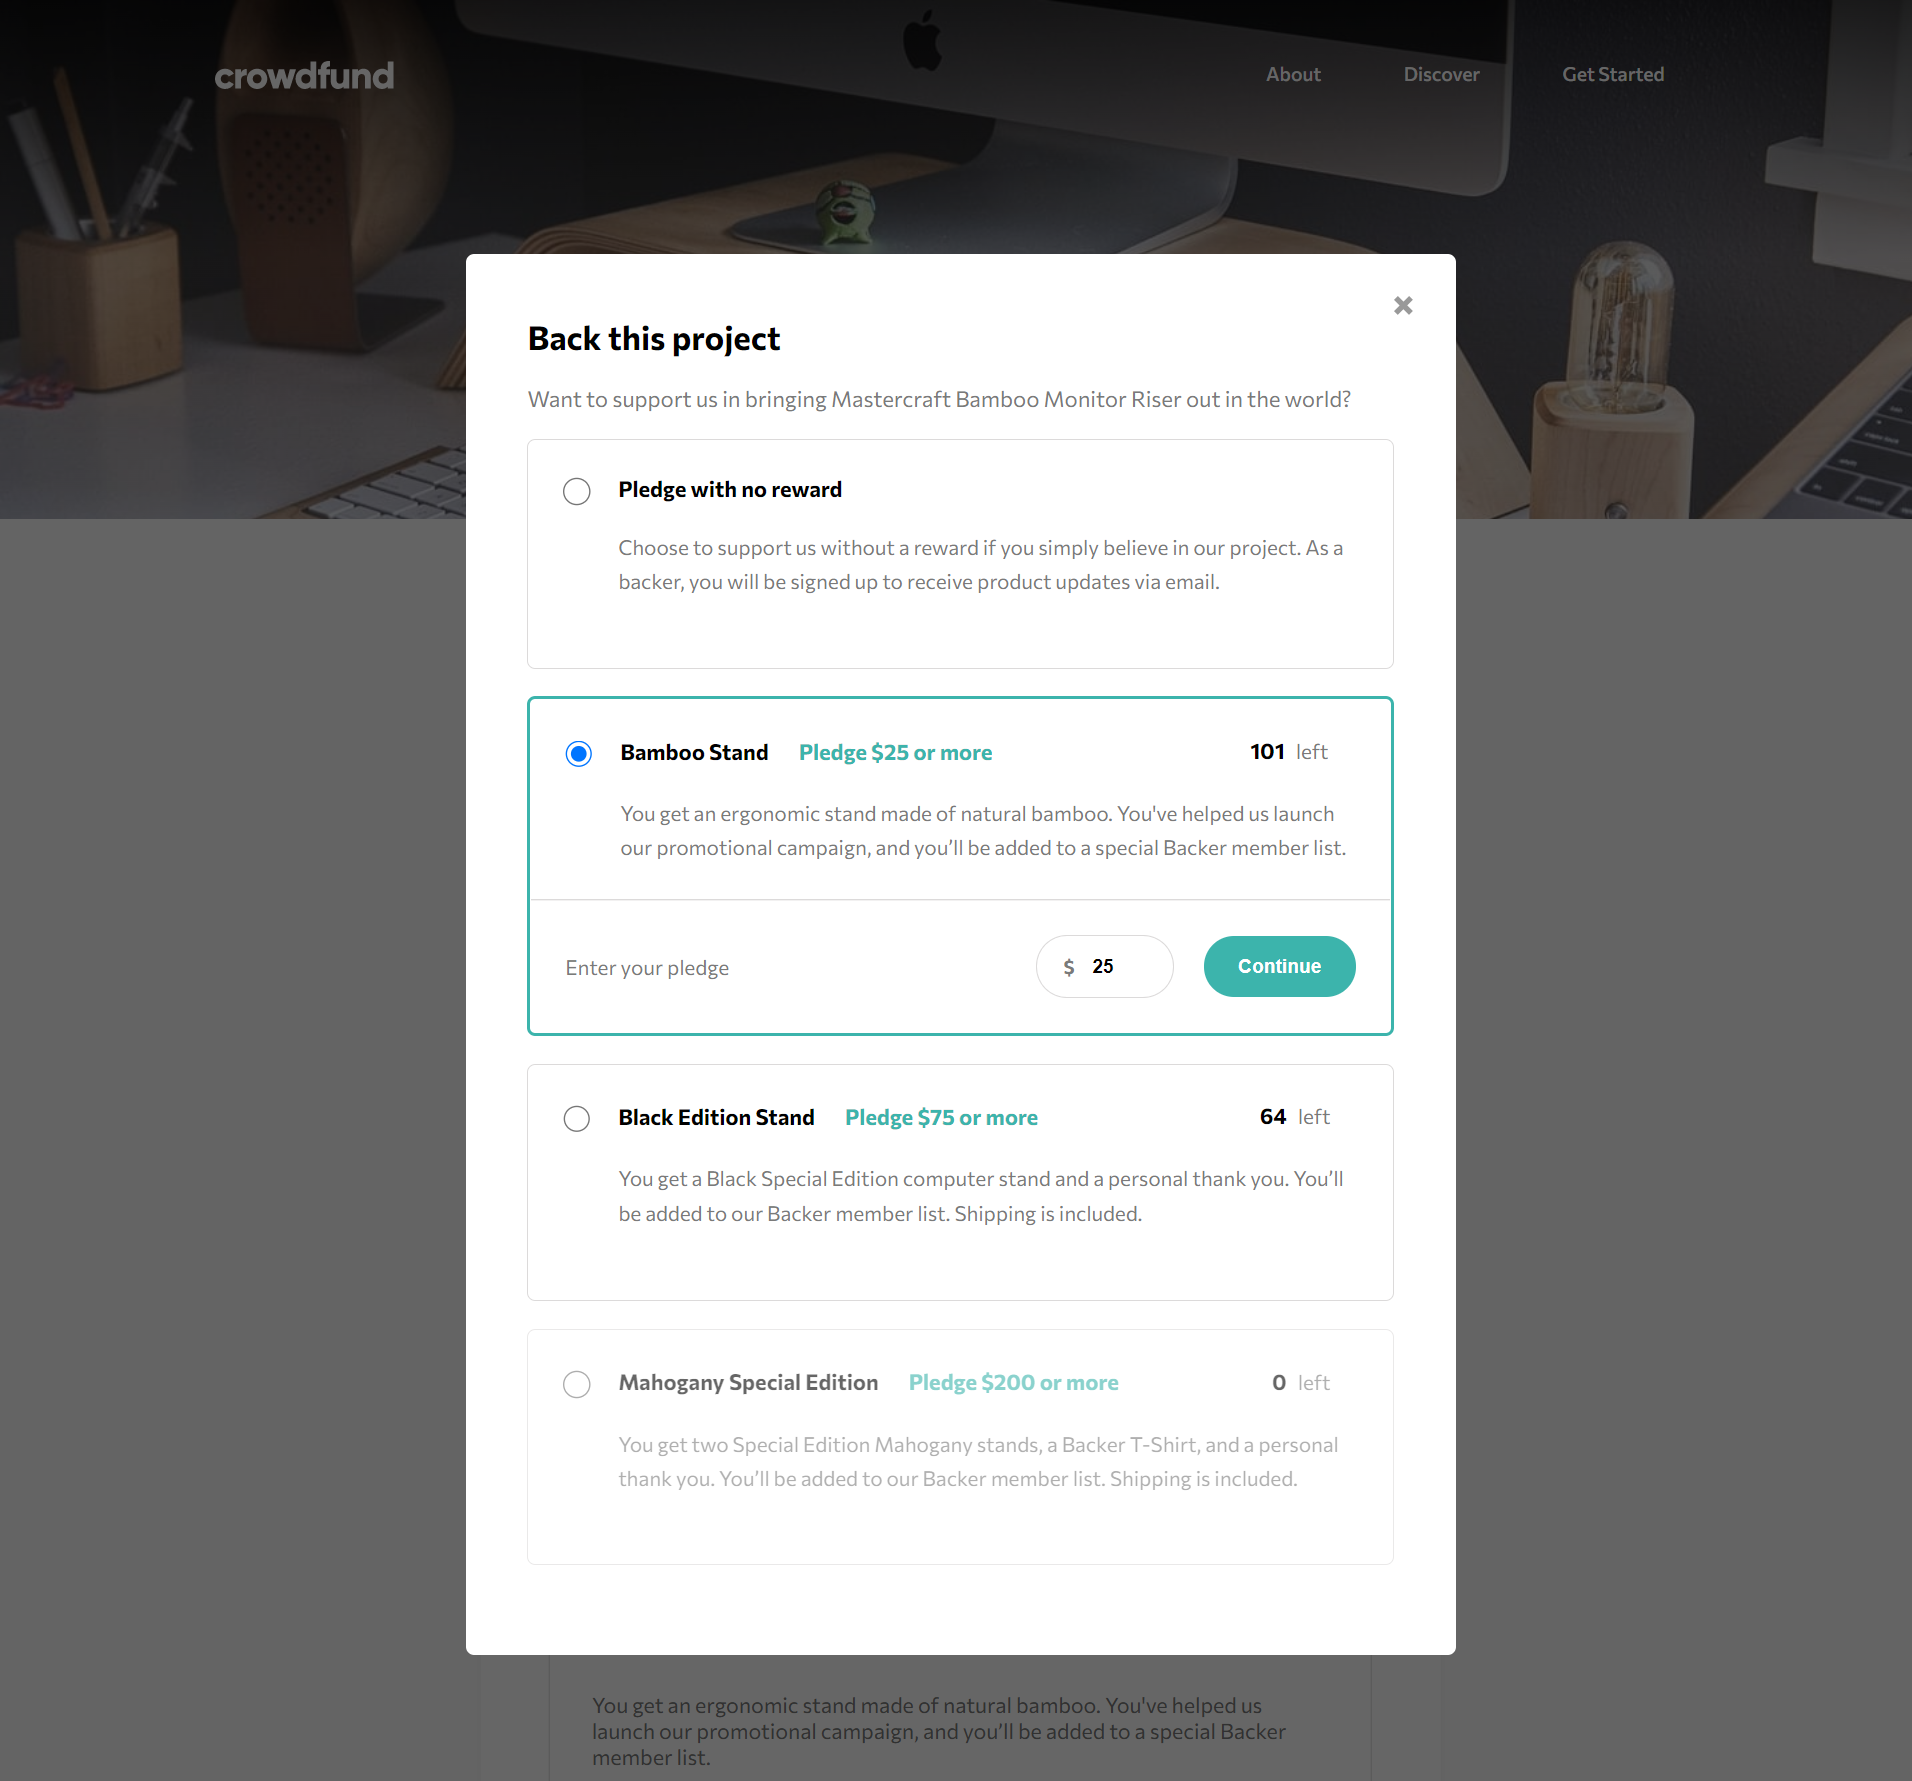 crowdfund
About Discover Get Started
Back this project
Want to support us in bringing Mastercraft Bamboo Monitor Riser out in the world?
Pledge with no reward
Choose to support us without a reward if you simply believe in our project. As a
backer, you will be signed up to receive product updates via email.
Bamboo Stand Pledge $25 or more 101 left
You get an ergonomic stand made of natural bamboo. You've helped us launch
our promotional campaign, and you’ll be added to a special Backer member list.
Enter your pledge $ 25 Continue
Black Edition Stand Pledge $75 or more 64 left
You get a Black Special Edition computer stand and a personal thank you. You’ll
be added to our Backer member list. Shipping is included.
Mahogany Special Edition Pledge $200 or more 0 left
You get two Special Edition Mahogany stands, a Backer T-Shirt, and a personal
thank you. You’ll be added to our Backer member list. Shipping is included.
You get an ergonomic stand made of natural bamboo. You've helped us
launch our promotional campaign, and you’ll be added to a special Backer
member list.